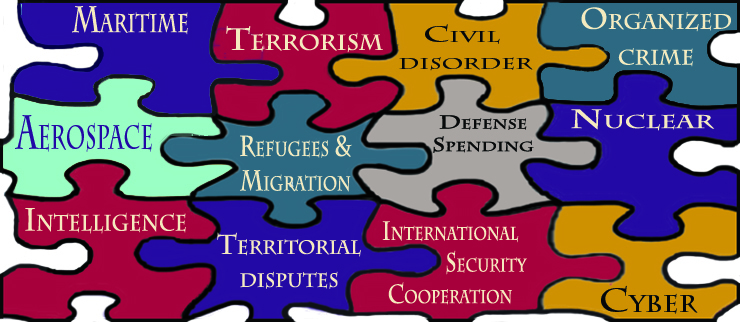 Maritime
Terrorism
Civil
disorder
Organized
crime
Aerospace
Refugees &
Migration
Defense
Spending
Nuclear
Intelligence
Territorial
disputes
International
Security
Cooperation
Cyber